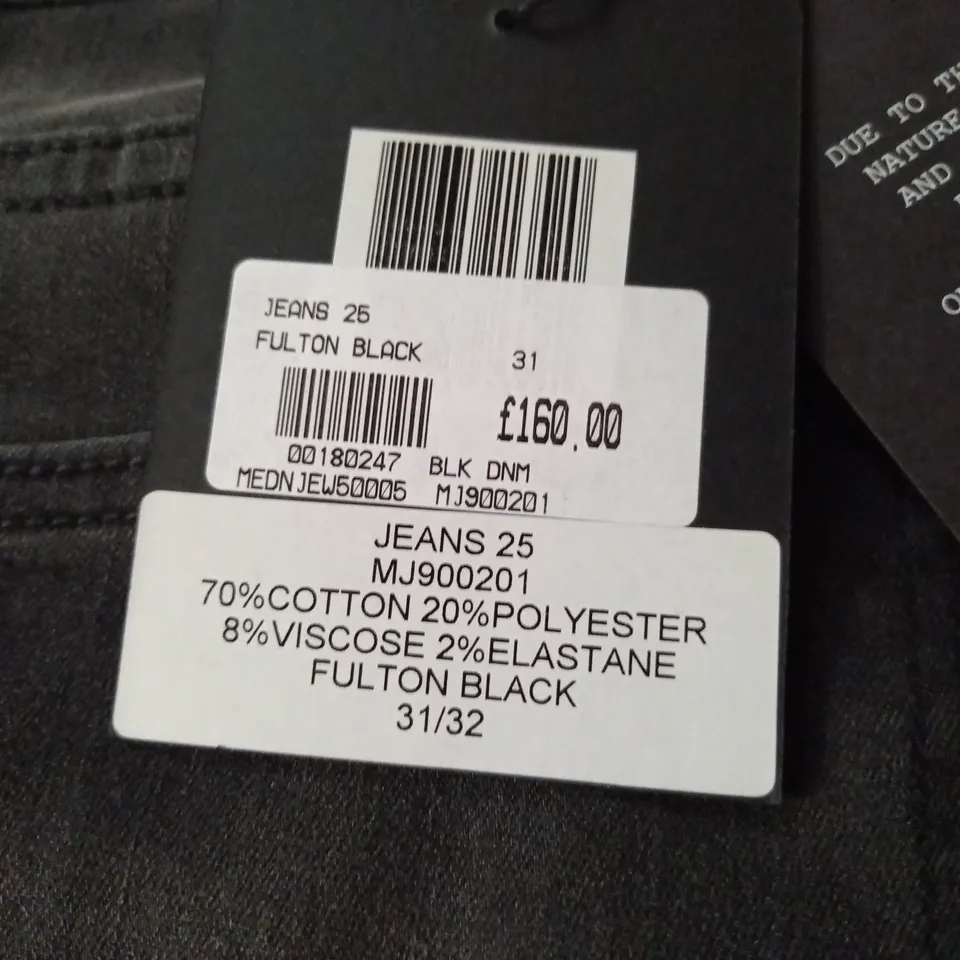 JEANS 25
FULTON BLACK 31
£160.00
00180247 BLK DNM
MEDNJEW50005 MJ900201
JEANS 25
MJ900201
70%COTTON 20%POLYESTER
8%VISCOSE 2%ELASTANE
FULTON BLACK
31/32
DUE TO
NATURE
AND